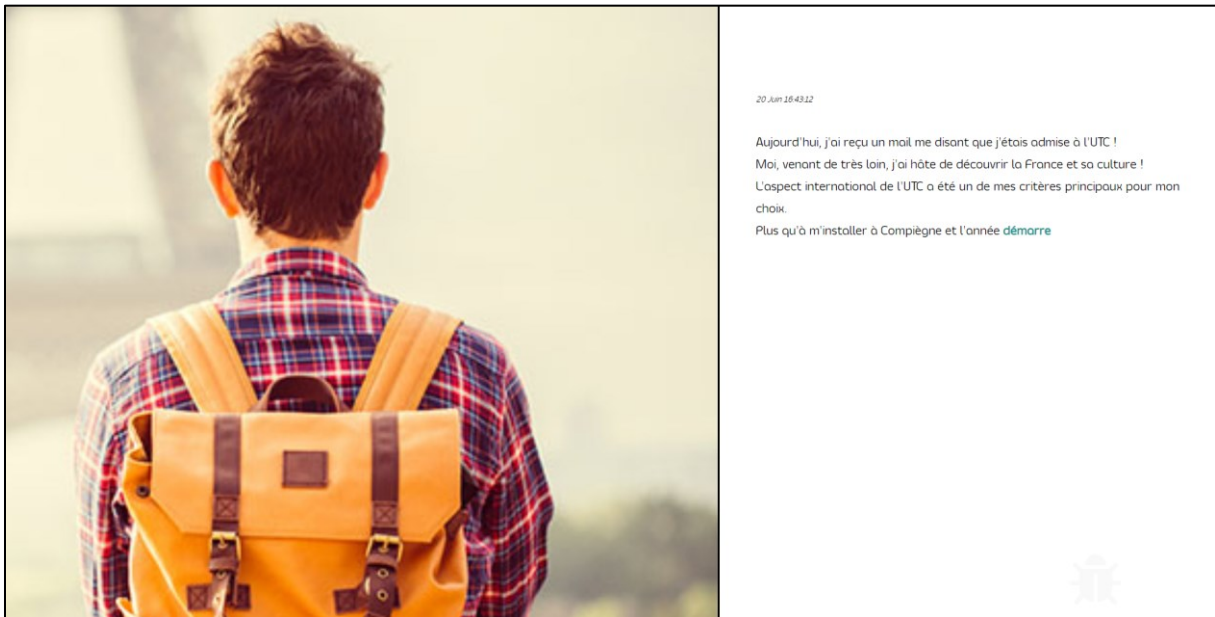 20 Juin 16:43:12
Aujourd'hui, j'ai reçu un mail me disant que j'étais admise à l'UTC !
Moi, venant de très loin, j'ai hâte de découvrir la France et sa culture !
L'aspect international de l'UTC a été un de mes critères principaux pour mon
choix.
Plus qu'à m'installer à Compiègne et l'année démarre